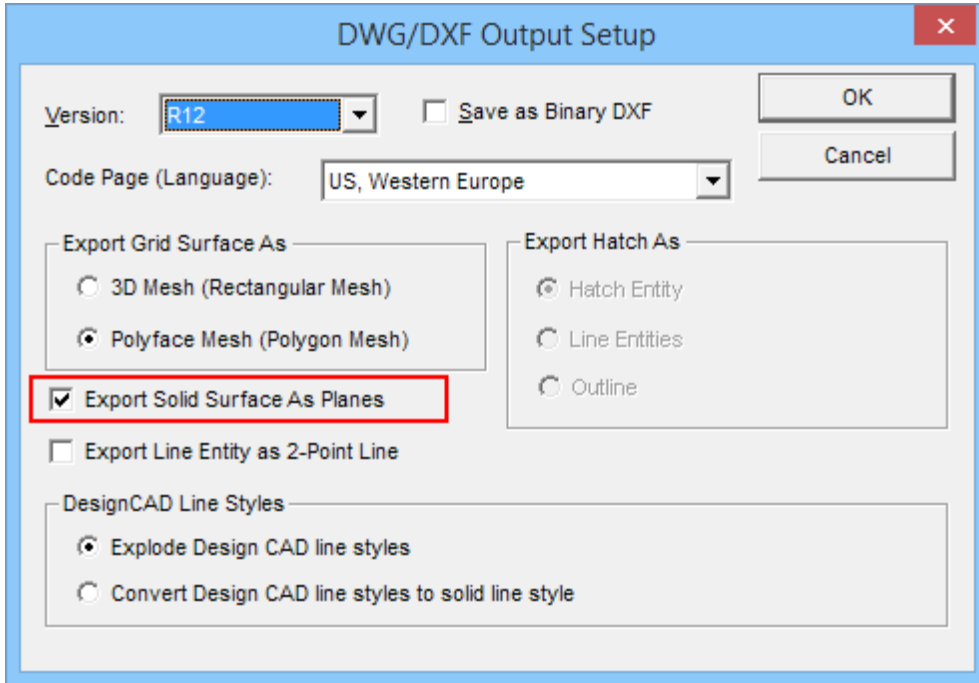 DWG/DXF Output Setup
Version: R12 Save as Binary DXF OK
Cancel
Code Page (Language): US, Western Europe
Export Grid Surface As
3D Mesh (Rectangular Mesh)
Polyface Mesh (Polygon Mesh)
Export Hatch As
Hatch Entity
Line Entities
Outline
Export Solid Surface As Planes
Export Line Entity as 2-Point Line
DesignCAD Line Styles
Explode Design CAD line styles
Convert Design CAD line styles to solid line style